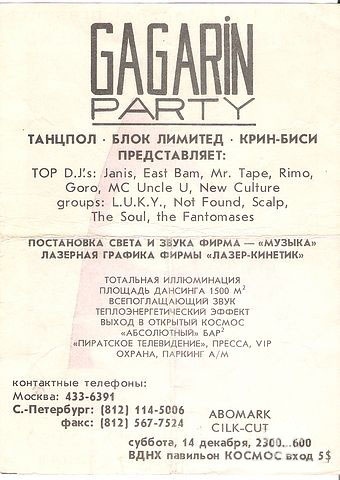 GAGARIN
PARTY
ТАНЦПОЛ · БЛОК ЛИМИТЕД · КРИН-БИСИ
ПРЕДСТАВЛЯЕТ:
TOP D.J.'s: Janis, East Bam, Mr. Tape, Rimo,
Goro, MC Uncle U, New Culture
groups: L.U.K.Y., Not Found, Scalp,
The Soul, the Fantomases
ПОСТАНОВКА СВЕТА И ЗВУКА ФИРМА — «МУЗЫКА»
ЛАЗЕРНАЯ ГРАФИКА ФИРМЫ «ЛАЗЕР-КИНЕТИК»
ТОТАЛЬНАЯ ИЛЛЮМИНАЦИЯ
ПЛОЩАДЬ ДАНСИНГА 1500 М²
ВСЕПОГЛАЩАЮЩИЙ ЗВУК
ТЕПЛОЭНЕРГЕТИЧЕСКИЙ ЭФФЕКТ
ВЫХОД В ОТКРЫТЫЙ КОСМОС
«АБСОЛЮТНЫЙ» БАР²
«ПИРАТСКОЕ ТЕЛЕВИДЕНИЕ», ПРЕССА, VIP
ОХРАНА, ПАРКИНГ А/М
контактные телефоны:
Москва: 433-6391
С.-Петербург: (812) 114-5006
факс: (812) 567-7524
ABOMARK
CILK-CUT
суббота, 14 декабря, 2300...600
ВДНХ павильон КОСМОС вход 5$